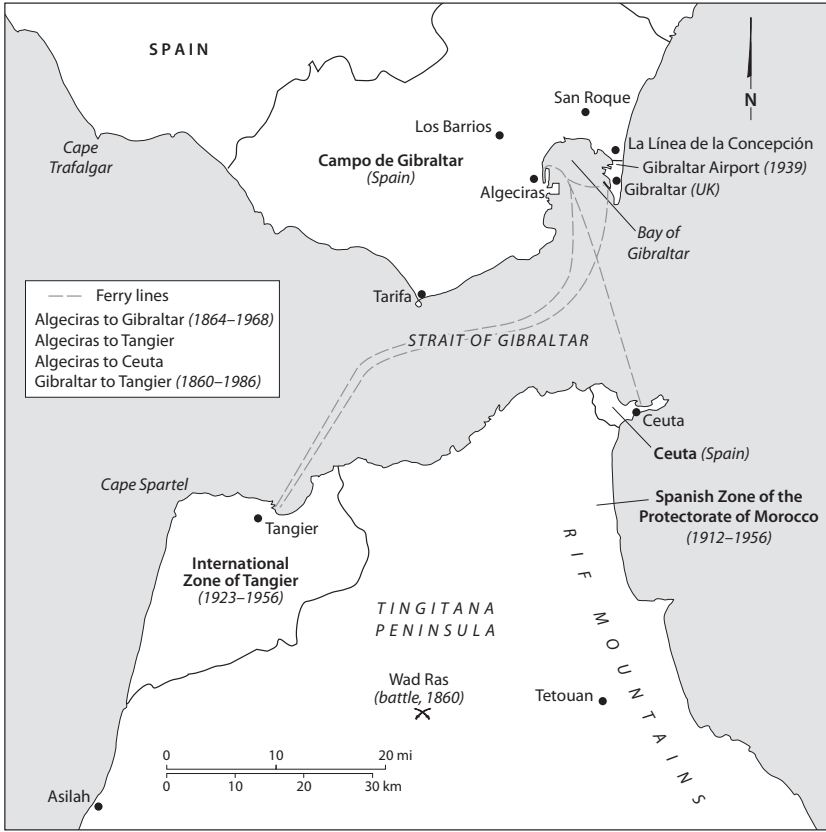 SPAIN
N
San Roque
Los Barrios
La Línea de la Concepción
Cape
Trafalgar
Campo de Gibraltar
(Spain)
Gibraltar Airport (1939)
Algeciras
Gibraltar (UK)
Bay of
Gibraltar
Tarifa
Ferry lines
Algeciras to Gibraltar (1864–1968)
Algeciras to Tangier
Algeciras to Ceuta
Gibraltar to Tangier (1860–1986)
STRAIT OF GIBRALTAR
Ceuta
Ceuta (Spain)
Cape Spartel
Spanish Zone of the
Protectorate of Morocco
(1912–1956)
Tangier
International
Zone of Tangier
(1923–1956)
RIF MOUNTAINS
TINGITANA
PENINSULA
Wad Ras
(battle, 1860)
Tetouan
0 10 20 mi
0 10 20 30 km
Asilah